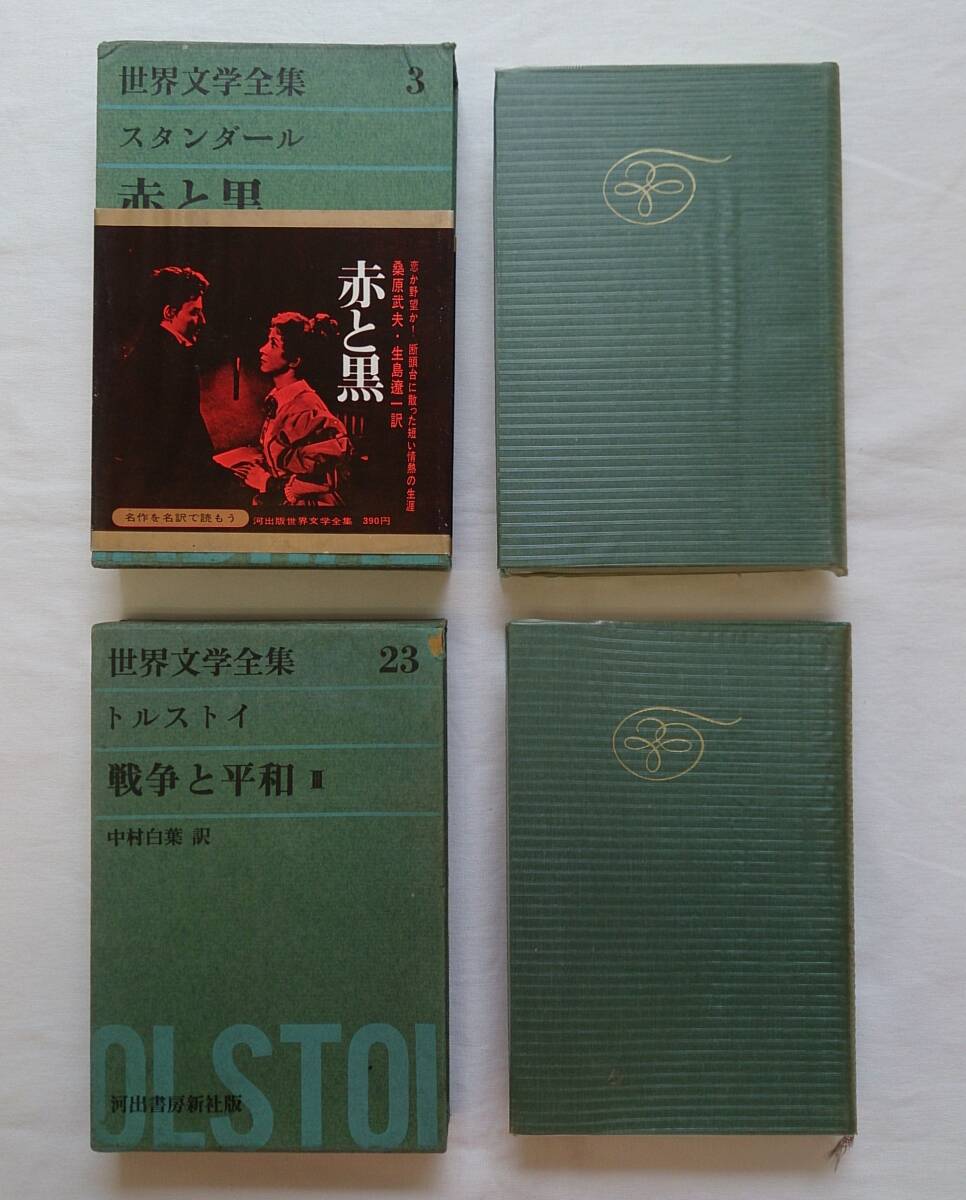 世界文学全集 3
スタンダール
赤と黒
恋か野望か！ 断頭台に散った短い情熱の生涯
桑原武夫・生島遼一訳
赤と黒
名作を名訳で読もう
河出版世界文学全集 390円
世界文学全集 23
トルストイ
戦争と平和 Ⅲ
中村白葉 訳
OLSTOI
河出書房新社版